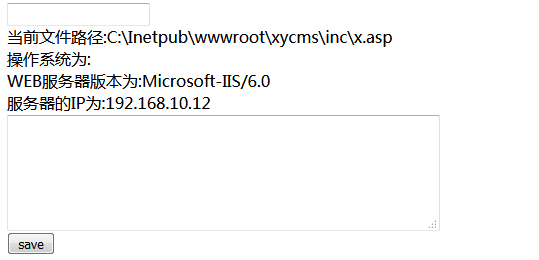 当前文件路径:C:\Inetpub\wwwroot\xycms\inc\x.asp
操作系统为:
WEB服务器版本为:Microsoft-IIS/6.0
服务器的IP为:192.168.10.12
save